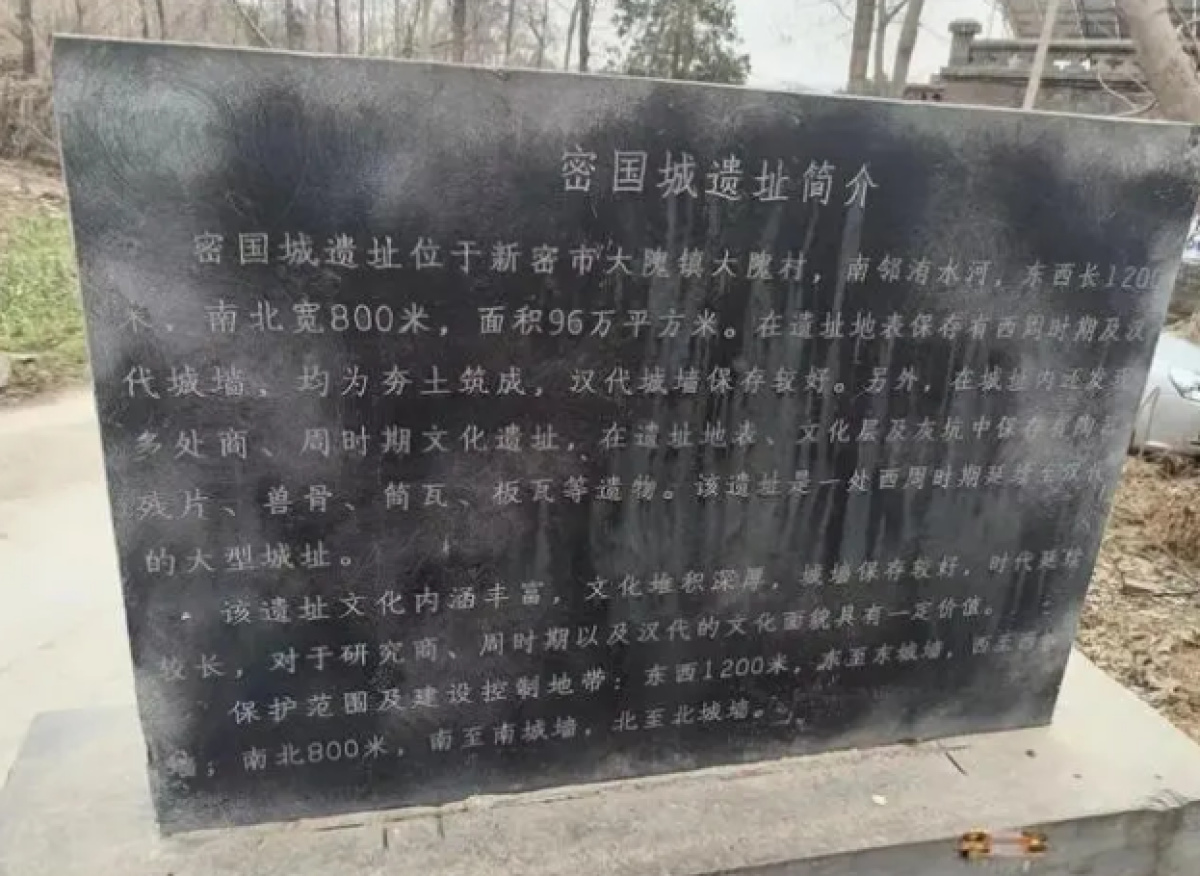 密国城遗址简介
密国城遗址位于新密市大隗镇大隗村，南邻洧水河，东西长1200
米，南北宽800米，面积96万平方米。在遗址地表保存有西周时期及汉
代城墙，均为夯土筑成，汉代城墙保存较好。另外，在城址内还发现
多处商、周时期文化遗址，在遗址地表、文化层及灰坑中保存有陶
残片、兽骨、筒瓦、板瓦等遗物。该遗址是一处西周时期延续至汉代
的大型城址。
该遗址文化内涵丰富，文化堆积深厚，城墙保存较好，时代延续
较长，对于研究商、周时期以及汉代的文化面貌具有一定价值。
保护范围及建设控制地带：东西1200米，东至东城墙，西至西城
墙；南北800米，南至南城墙，北至北城墙。